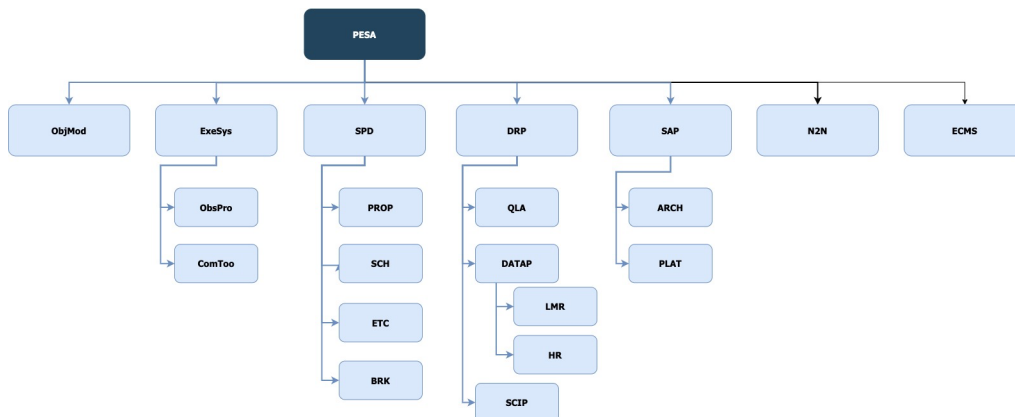 PESA
ObjMod ExeSys SPD DRP SAP N2N ECMS
ObsPro PROP QLA ARCH
ComToo SCH DATAP PLAT
LMR
ETC
HR
BRK
SCIP